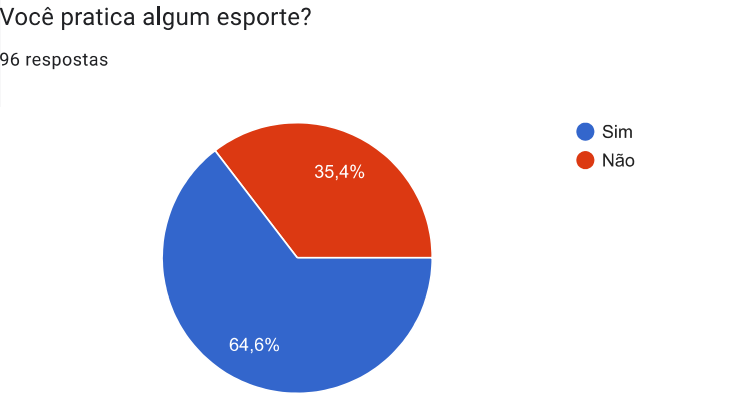 Você pratica algum esporte?
96 respostas
Sim
Não
35,4%
64,6%